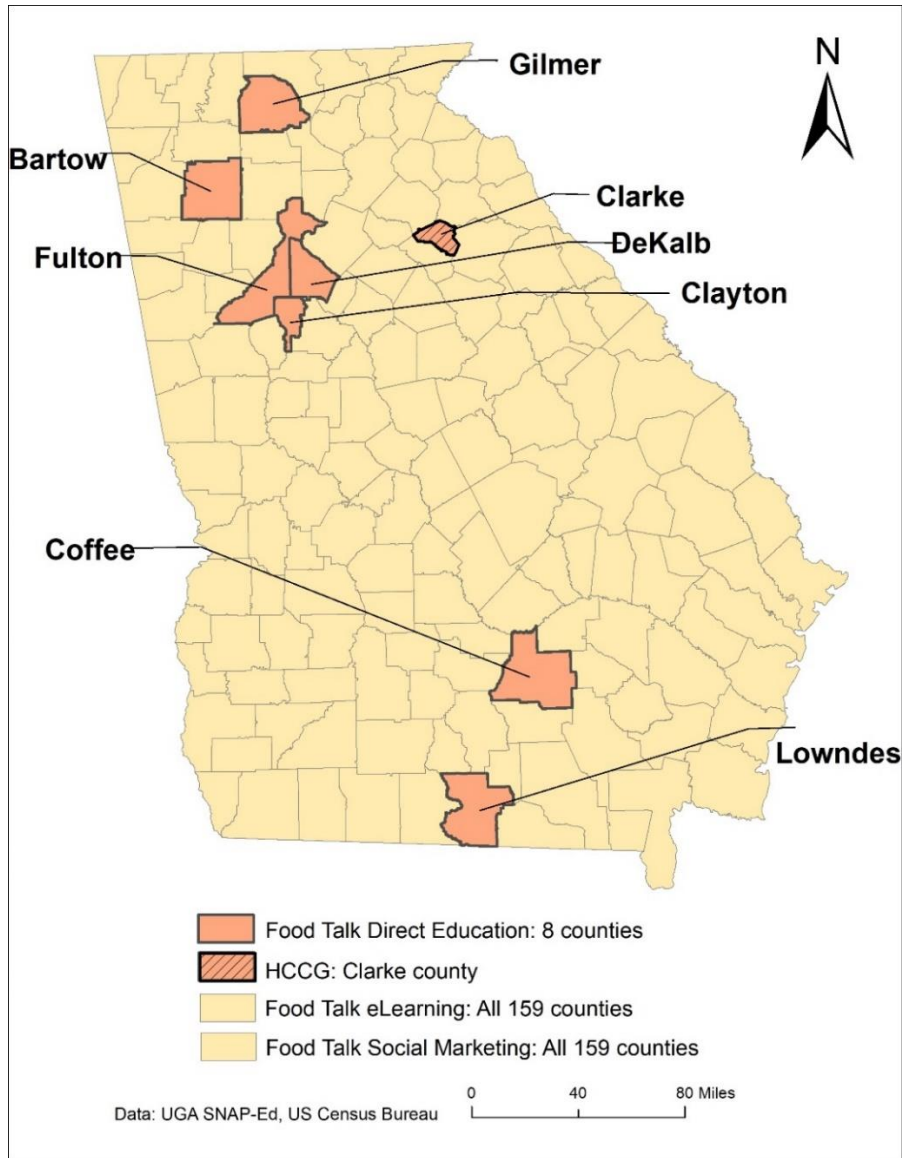 N
Gilmer
Bartow
Clarke
DeKalb
Fulton
Clayton
Coffee
Lowndes
Food Talk Direct Education: 8 counties
HCCG: Clarke county
Food Talk eLearning: All 159 counties
Food Talk Social Marketing: All 159 counties
0 40 80 Miles
Data: UGA SNAP-Ed, US Census Bureau